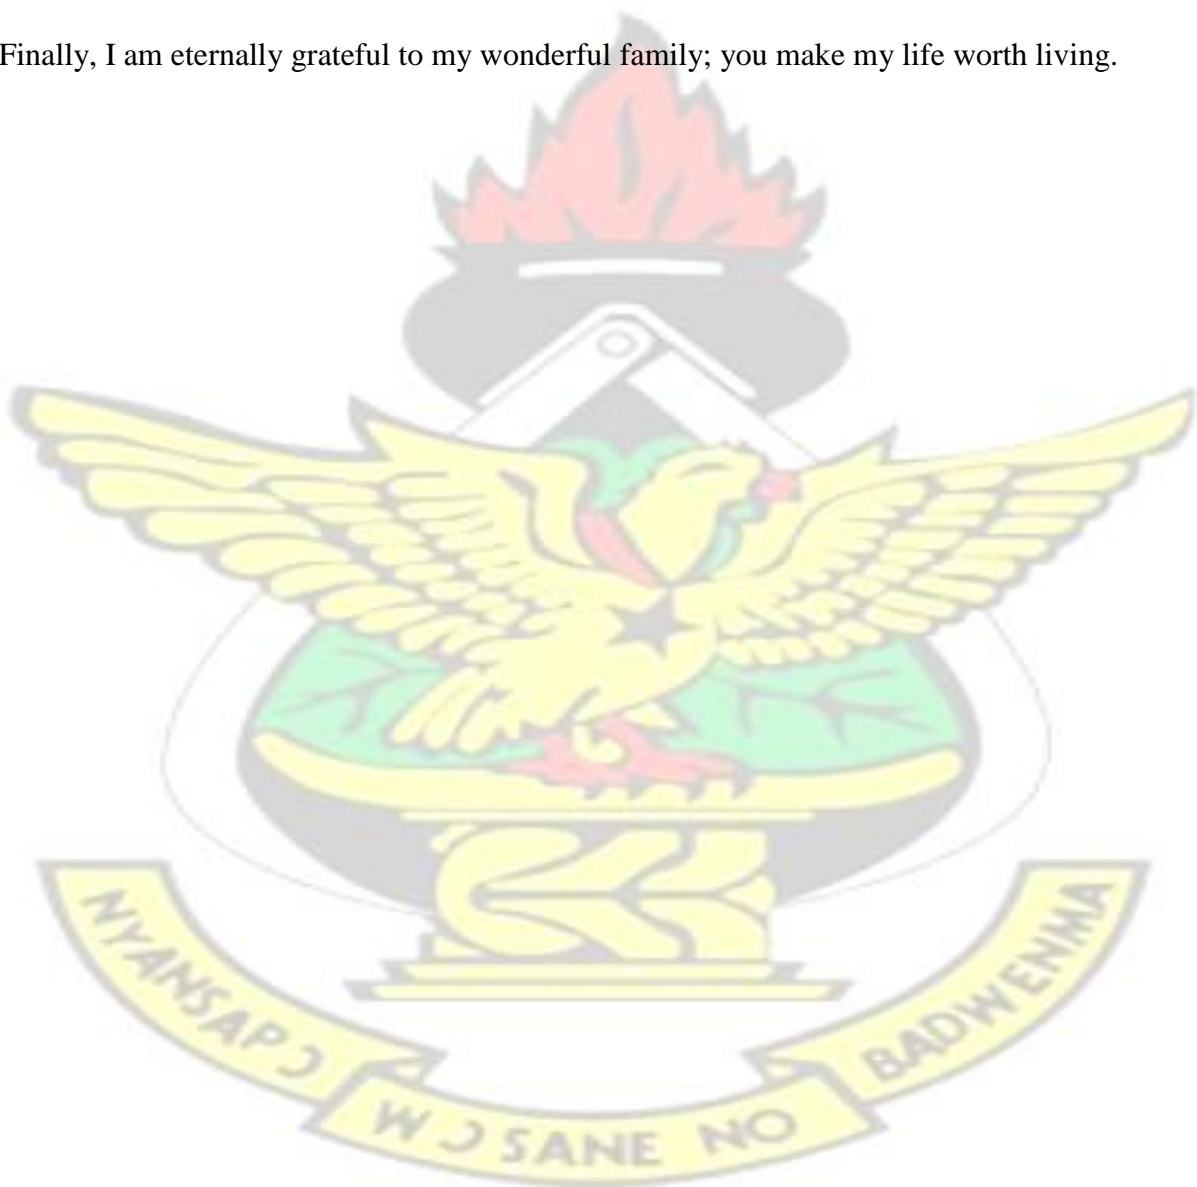 Finally, I am eternally grateful to my wonderful family; you make my life worth living.
NYANSAPƆ
WƆSANE NO
BADWENMA